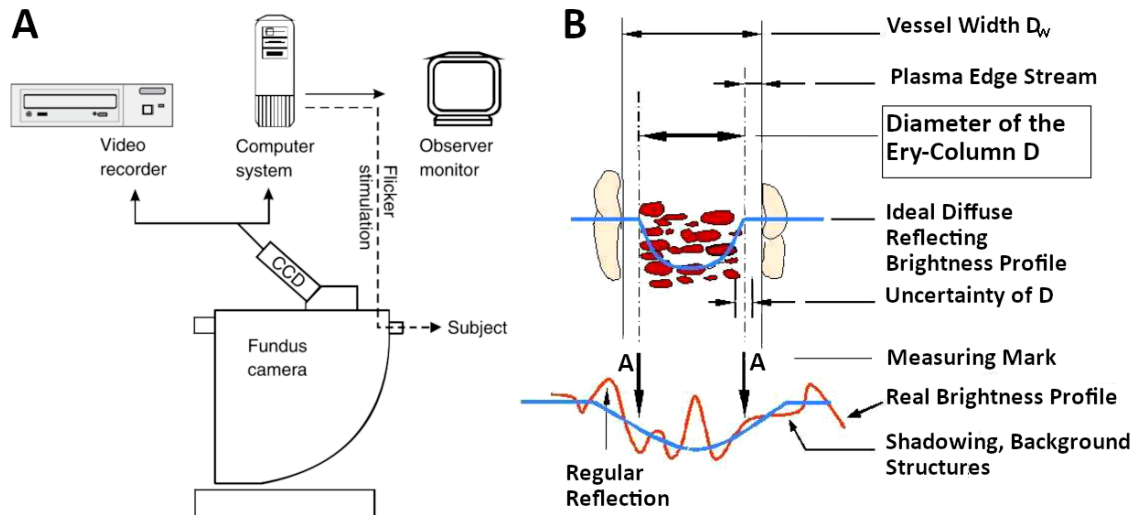 A
Video
recorder
Computer
system
Observer
monitor
Flicker
stimulation
CCD
Subject
Fundus
camera
B
Vessel Width Dw
Plasma Edge Stream
Diameter of the
Ery-Column D
Ideal Diffuse
Reflecting
Brightness Profile
Uncertainty of D
A
A
Measuring Mark
Real Brightness Profile
Shadowing, Background
Structures
Regular
Reflection